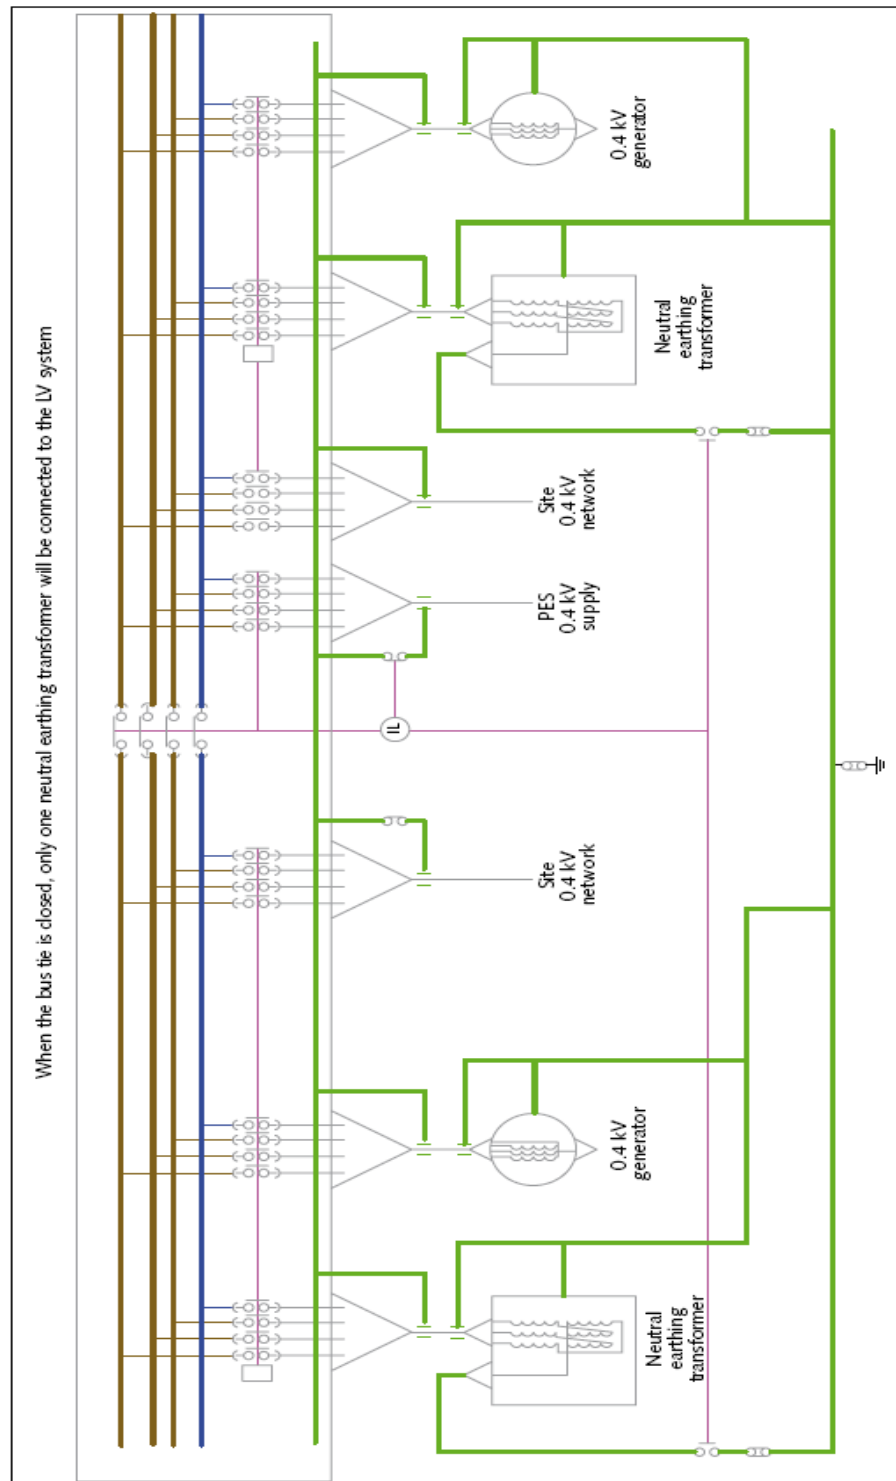 When the bus tie is closed, only one neutral earthing transformer will be connected to the LV system
Neutral
earthing
transformer
0.4 kV
generator
Site
0.4 kV
network
IL
PES
0.4 kV
supply
Site
0.4 kV
network
Neutral
earthing
transformer
0.4 kV
generator